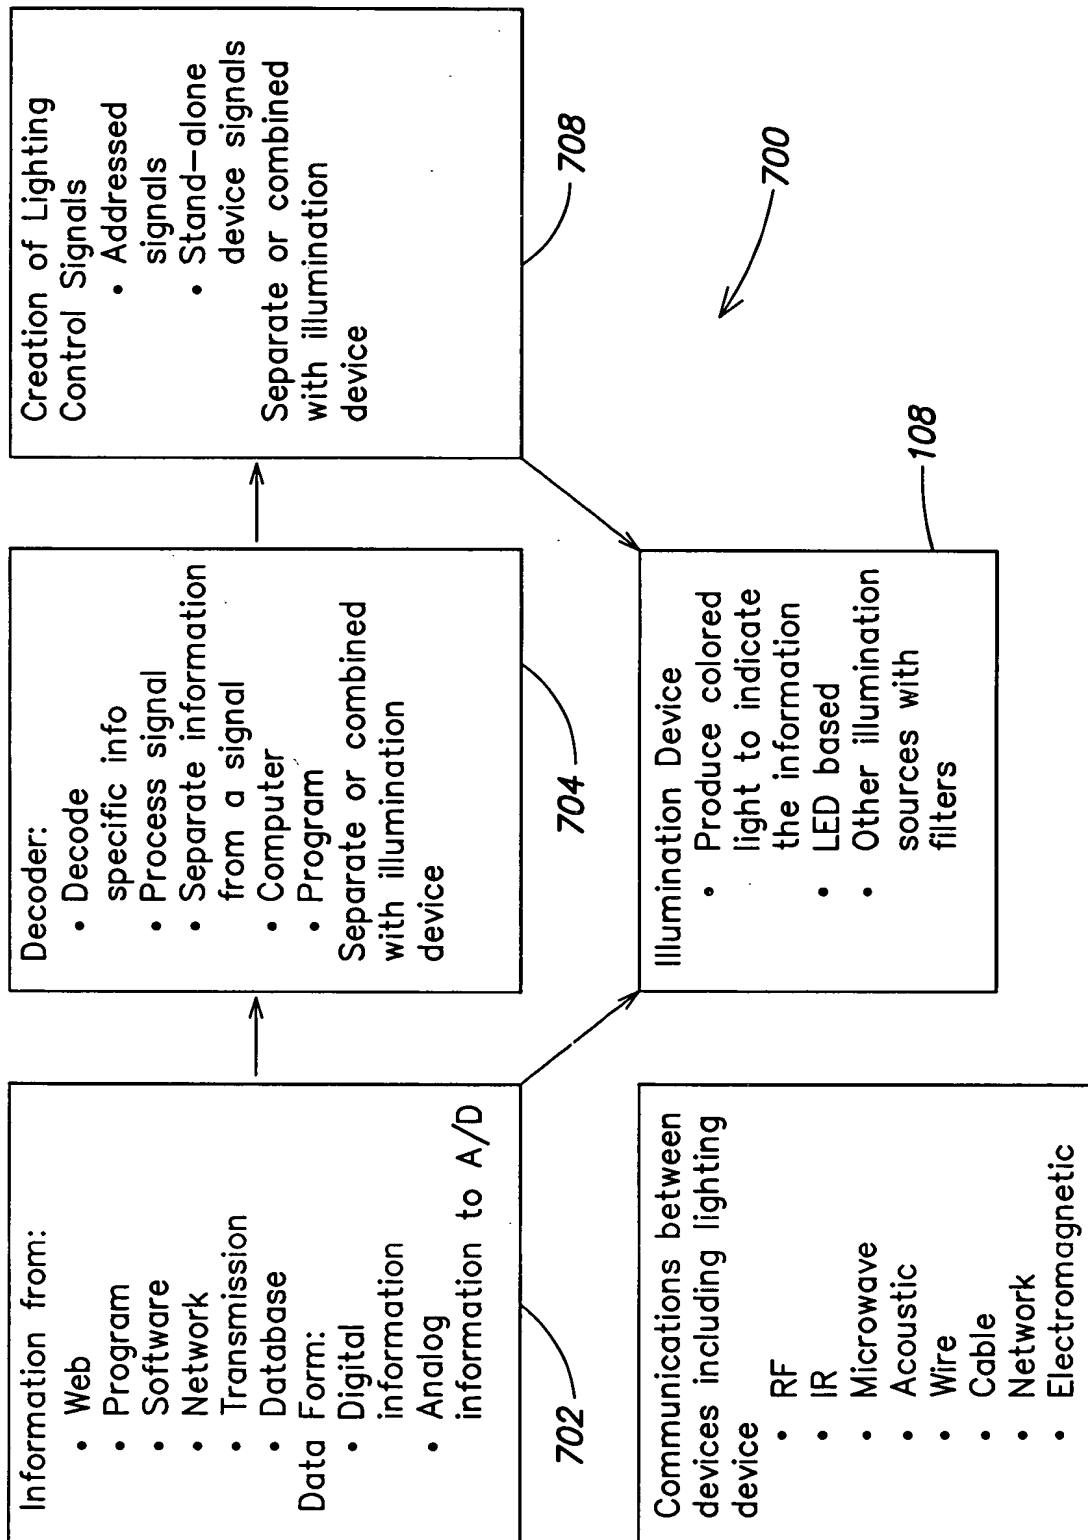 Information from:
• Web
• Program
• Software
• Network
• Transmission
• Database
Data Form:
• Digital
information
• Analog
information to A/D
702
Decoder:
• Decode
specific info
• Process signal
• Separate information
from a signal
• Computer
• Program
Separate or combined
with illumination
device
704
Creation of Lighting
Control Signals
• Addressed
signals
• Stand-alone
device signals
Separate or combined
with illumination
device
708
Communications between
devices including lighting
device
• RF
• IR
• Microwave
• Acoustic
• Wire
• Cable
• Network
• Electromagnetic
Illumination Device
• Produce colored
light to indicate
the information
• LED based
• Other illumination
sources with
filters
108
700